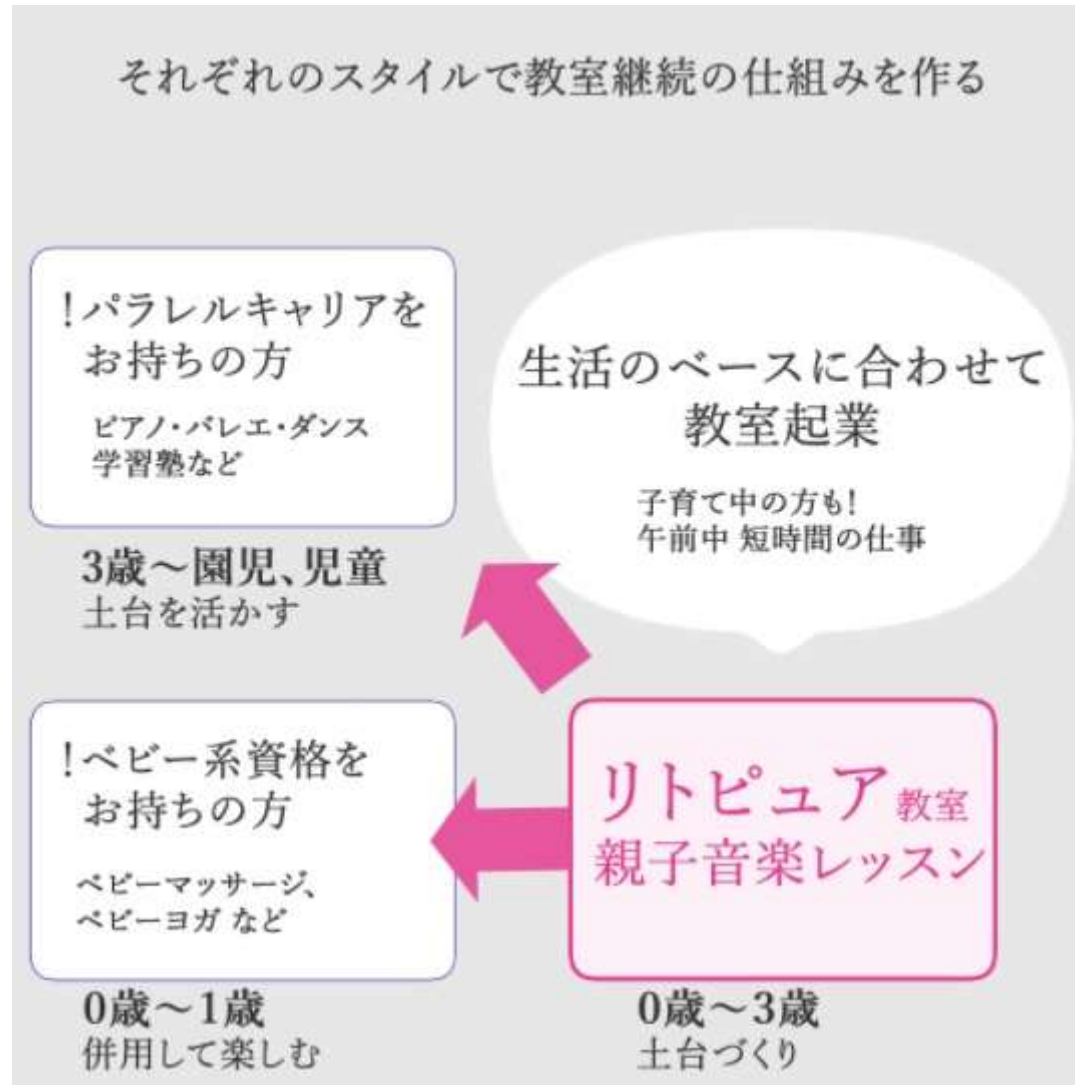 それぞれのスタイルで教室継続の仕組みを作る
!パラレルキャリアを
お持ちの方
ピアノ・バレエ・ダンス
学習塾など
3歳〜園児、児童
土台を活かす
生活のベースに合わせて
教室起業
子育て中の方も!
午前中 短時間の仕事
!ベビー系資格を
お持ちの方
ベビーマッサージ、
ベビーヨガ など
0歳〜1歳
併用して楽しむ
リトピュア 教室
親子音楽レッスン
0歳〜3歳
土台づくり